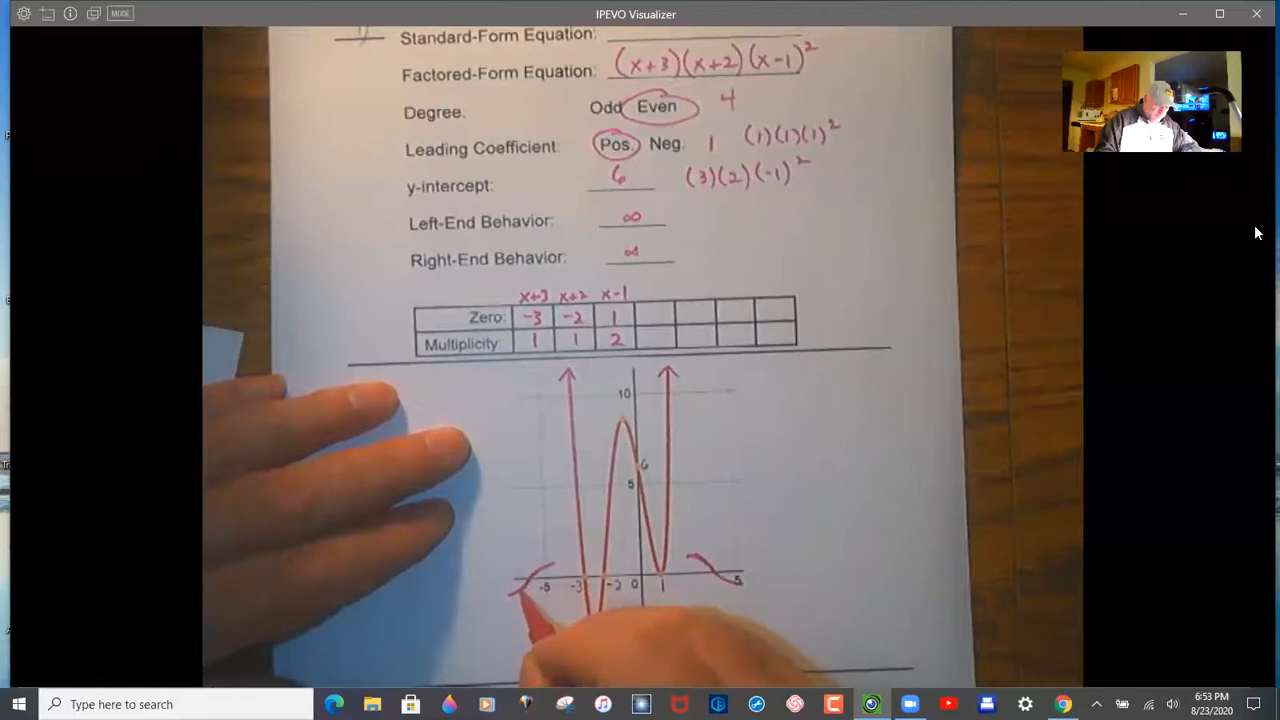 IPEVO Visualizer
MODE
Standard-Form Equation:
Factored-Form Equation: (x+3)(x+2)(x-1)²
Degree: Odd Even 4
Leading Coefficient: Pos. Neg. 1 (1)(1)(1)²
y-intercept: 6 (3)(2)(-1)²
Left-End Behavior: ∞
Right-End Behavior: ∞
x+3 x+2 x-1
Zero: -3 -2 1
Multiplicity: 1 1 2
10
6
5
-5 -3 -2 0 1 5
Type here to search
6:53 PM
8/23/2020